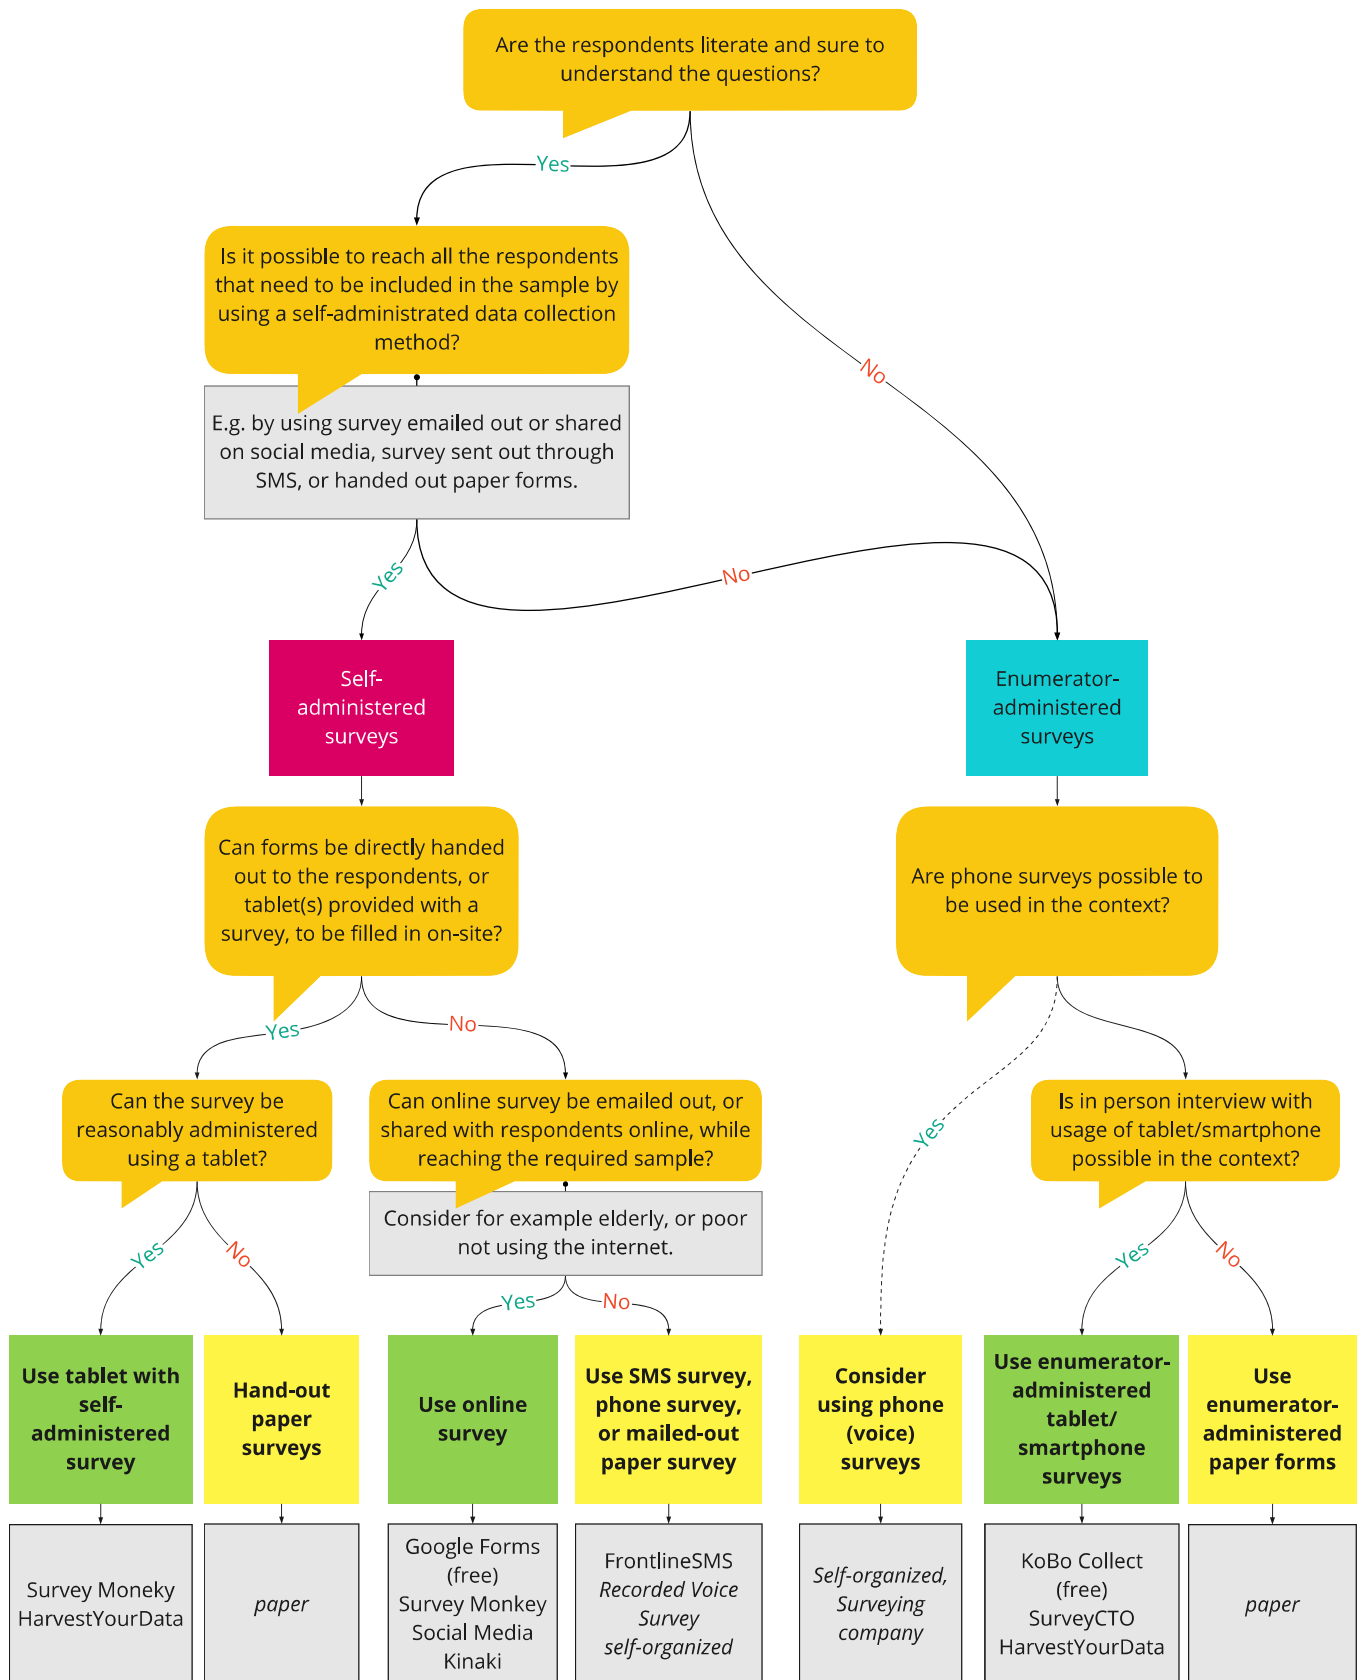 Are the respondents literate and sure to
understand the questions?
Yes
No
Is it possible to reach all the respondents
that need to be included in the sample by
using a self-administrated data collection
method?
E.g. by using survey emailed out or shared
on social media, survey sent out through
SMS, or handed out paper forms.
Yes
No
Self-
administered
surveys
Enumerator-
administered
surveys
Can forms be directly handed
out to the respondents, or
tablet(s) provided with a
survey, to be filled in on-site?
Are phone surveys possible to
be used in the context?
Yes
No
Yes
Can the survey be
reasonably administered
using a tablet?
Can online survey be emailed out, or
shared with respondents online, while
reaching the required sample?
Consider for example elderly, or poor
not using the internet.
Is in person interview with
usage of tablet/smartphone
possible in the context?
Yes
No
Yes
No
Yes
No
Use tablet with
self-
administered
survey
Hand-out
paper
surveys
Use online
survey
Use SMS survey,
phone survey,
or mailed-out
paper survey
Consider
using phone
(voice)
surveys
Use enumerator-
administered
tablet/
smartphone
surveys
Use
enumerator-
administered
paper forms
Survey Moneky
HarvestYourData
paper
Google Forms
(free)
Survey Monkey
Social Media
Kinaki
FrontlineSMS
Recorded Voice
Survey
self-organized
Self-organized,
Surveying
company
KoBo Collect
(free)
SurveyCTO
HarvestYourData
paper